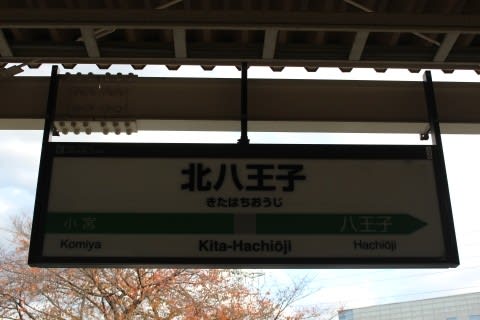 北八王子
きたはちおうじ
小宮 八王子
Komiya Kita-Hachiōji Hachiōji